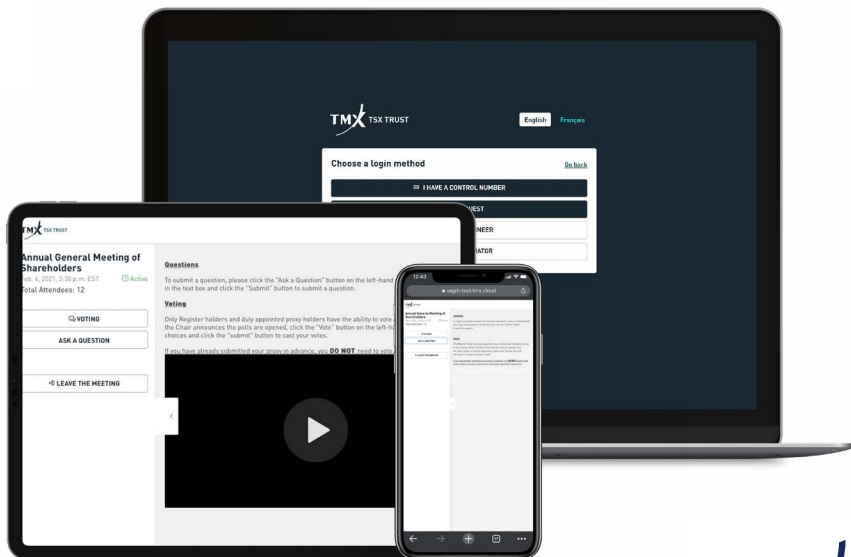 TMX TSX TRUST
English Français
Choose a login method
Go back
I HAVE A CONTROL NUMBER
UEST
INEER
RATOR
TMX TSX TRUST
Annual General Meeting of
Shareholders
Feb. 4, 2021, 2:30 p.m. EST Active
Total Attendees: 12
VOTING
ASK A QUESTION
LEAVE THE MEETING
Questions
To submit a question, please click the "Ask a Question" button on the left-hand
in the text box and click the "Submit" button to submit a question.
Voting
Only Register holders and duly appointed proxy holders have the ability to vote
the Chair announces the polls are opened, click the "Vote" button on the left-h
choices and click the "submit" button to cast your votes.
If you have already submitted your proxy in advance, you DO NOT need to vote
12:43
vagm-test.tmx.cloud
Annual General Meeting of
Shareholders